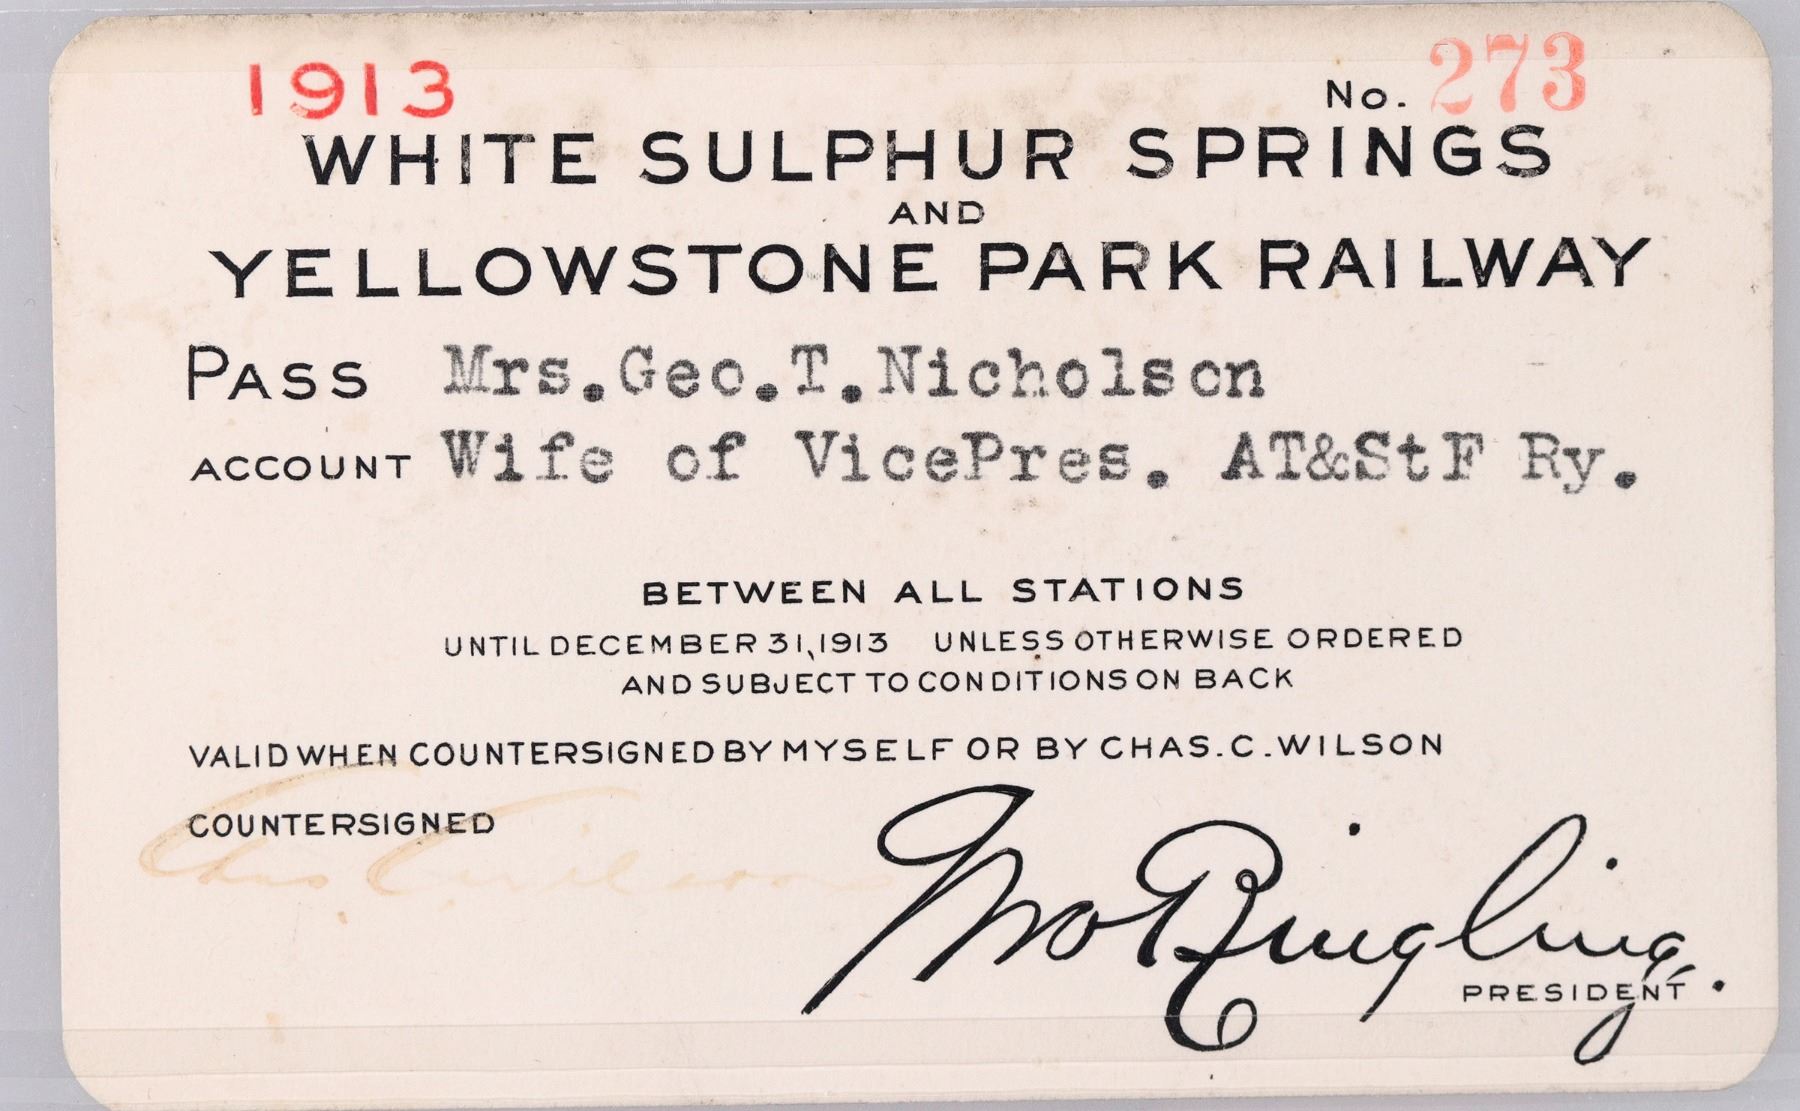 1913 No. 273
WHITE SULPHUR SPRINGS
AND
YELLOWSTONE PARK RAILWAY
PASS Mrs.Geo.T.Nicholson
ACCOUNT Wife of VicePres. AT&StF Ry.
BETWEEN ALL STATIONS
UNTIL DECEMBER 31, 1913 UNLESS OTHERWISE ORDERED
AND SUBJECT TO CONDITIONS ON BACK
VALID WHEN COUNTERSIGNED BY MYSELF OR BY CHAS. C. WILSON
COUNTERSIGNED
Chas C Wilson
Jno Ringling.
PRESIDENT